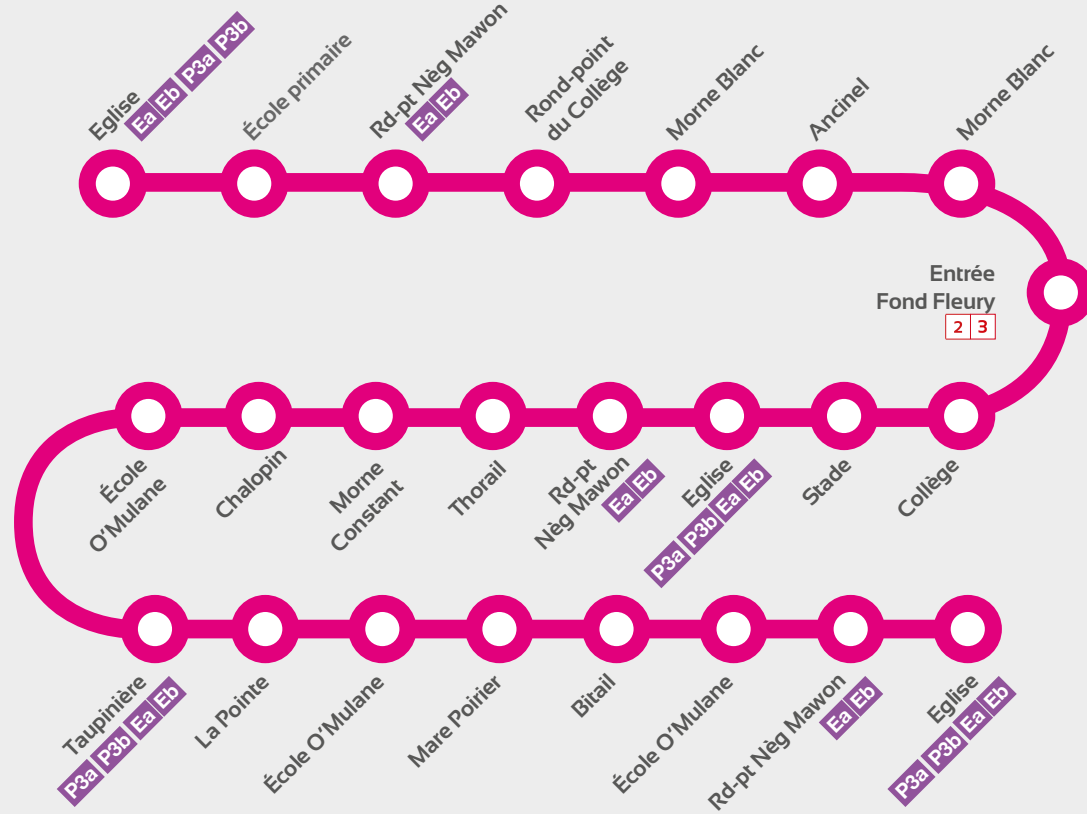 Eglise
Ea Eb P3a P3b
École primaire
Rd-pt Nèg Mawon
Ea Eb
Rond-point
du Collège
Morne Blanc
Ancinel
Morne Blanc
Entrée
Fond Fleury
2 3
École
O'Mulane
Chalopin
Morne
Constant
Thorail
Rd-pt
Nèg Mawon
Ea Eb
Eglise
P3a P3b Ea Eb
Stade
Collège
Taupinière
P3a P3b Ea Eb
La Pointe
École O'Mulane
Mare Poirier
Bitail
École O'Mulane
Rd-pt Nèg Mawon
Ea Eb
Eglise
P3a P3b Ea Eb